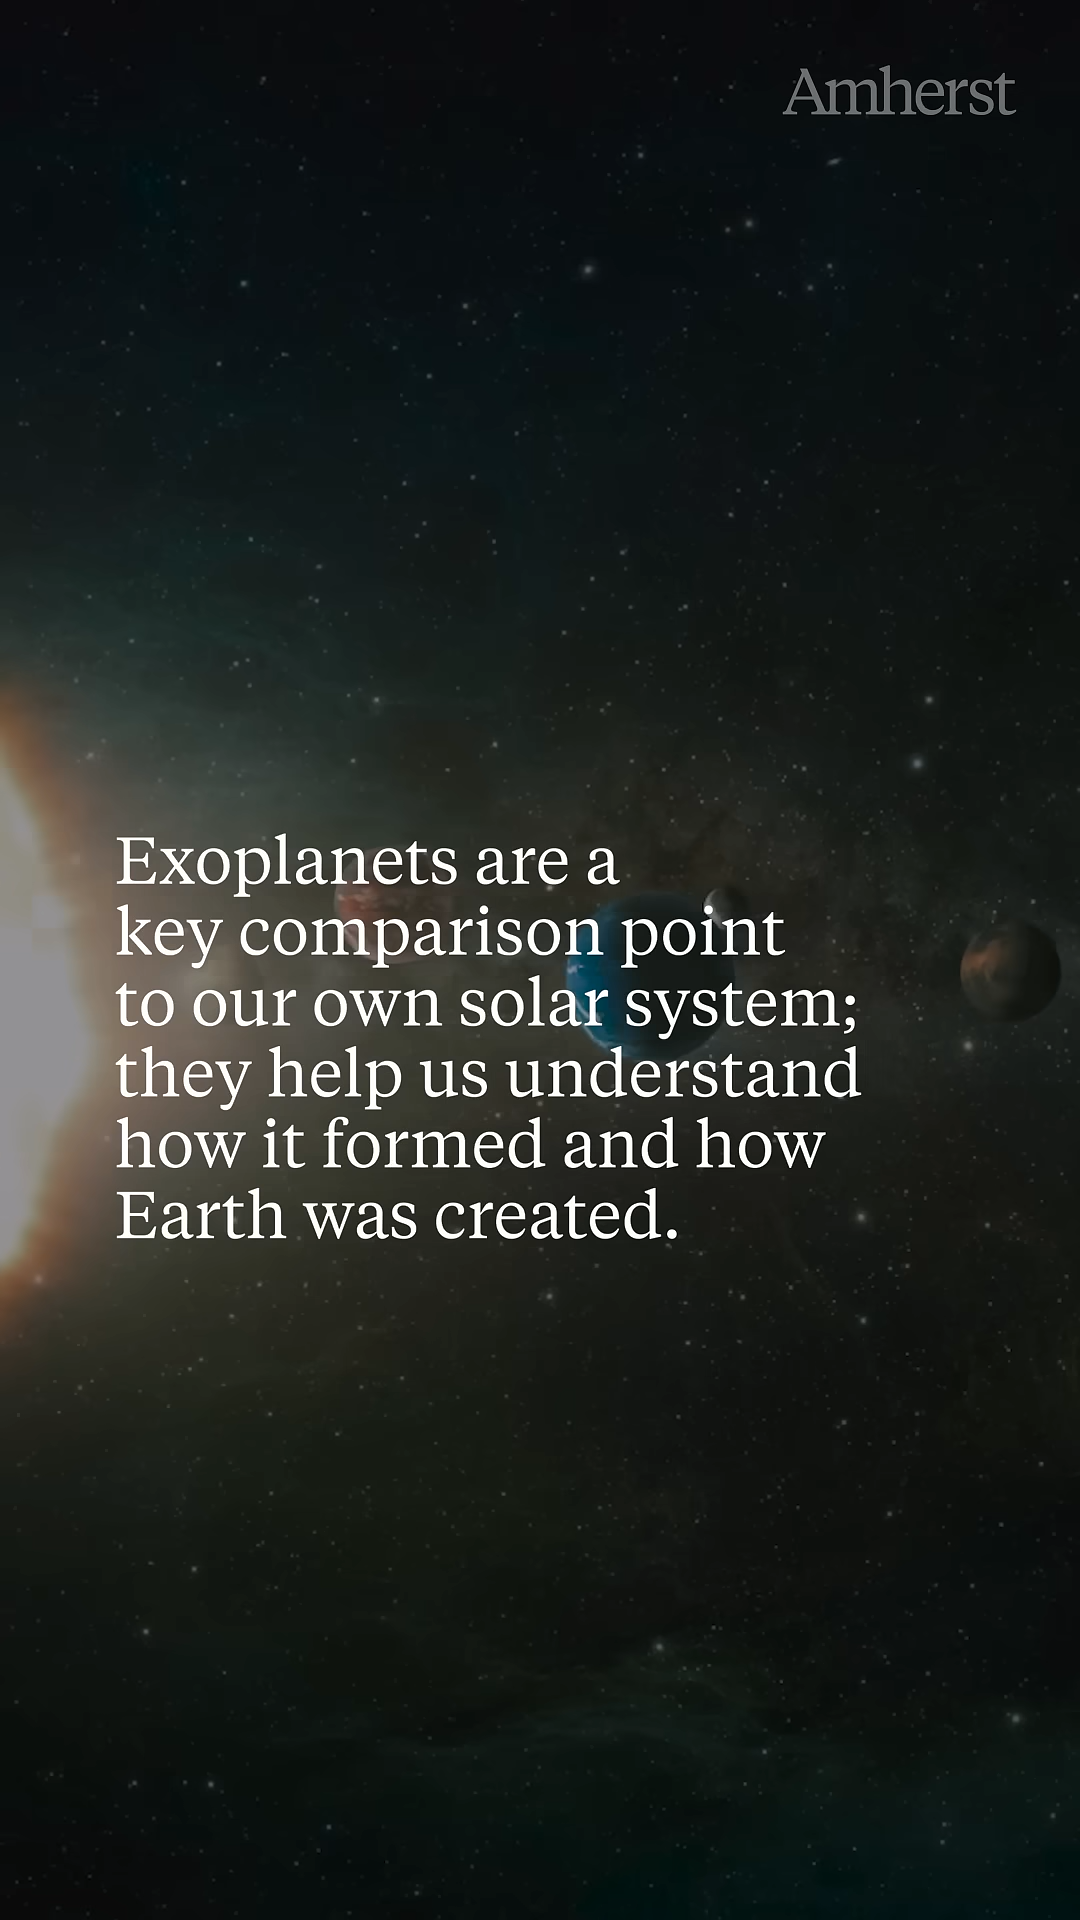 Amherst
Exoplanets are a
key comparison point
to our own solar system;
they help us understand
how it formed and how
Earth was created.